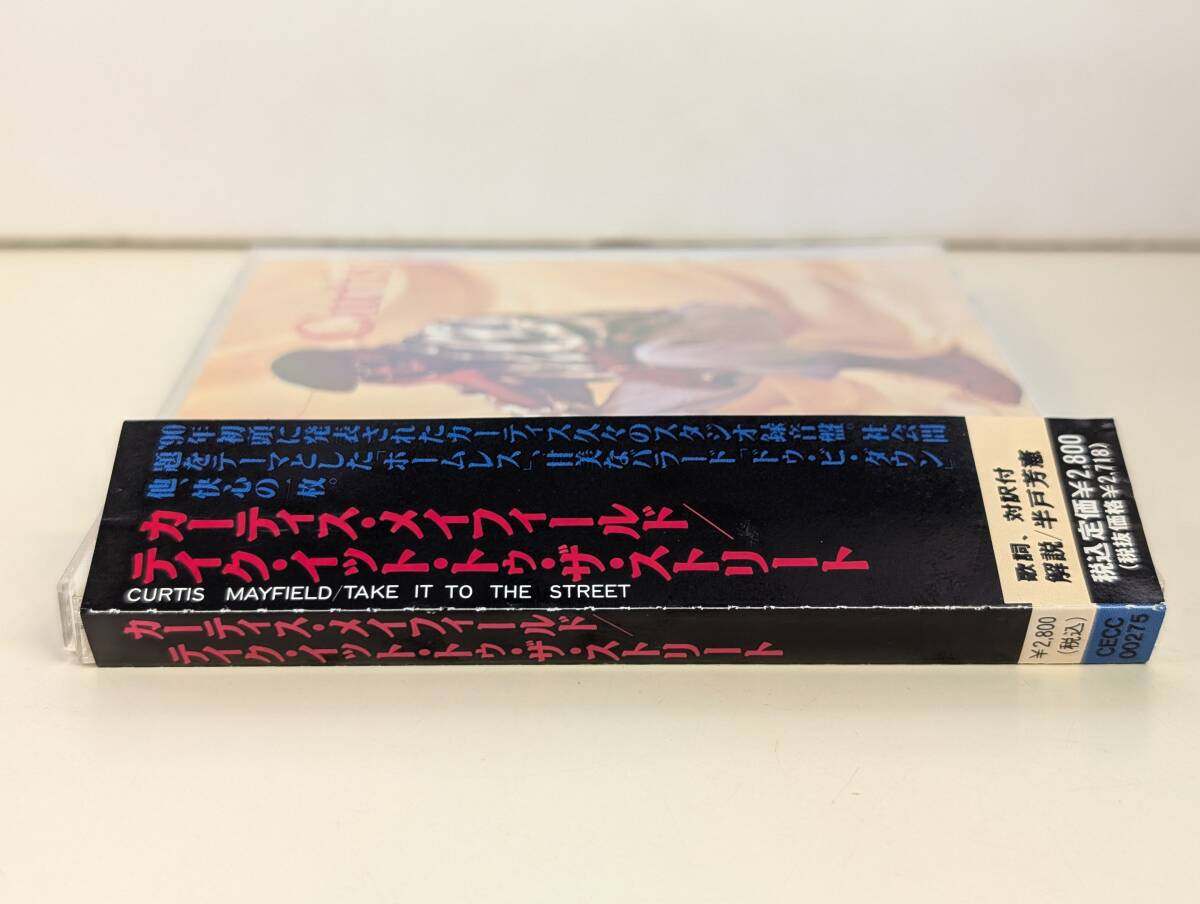 Curtis
'90年初頭に発表されたカーティス久々のスタジオ録音盤。社会問
題をテーマとした「ホームレス」、甘美なバラード「ドゥ・ビ・ダウン」
他、快心の一枚。
カーティス・メイフィールド/
テイク・イット・トゥ・ザ・ストリート
CURTIS MAYFIELD/TAKE IT TO THE STREET
歌詞、対訳付
解説/半戸芳憲
税込定価¥2,800
(税抜価格¥2,718)
カーティス・メイフィールド/
テイク・イット・トゥ・ザ・ストリート
¥2,800
(税込)
CECC
00275